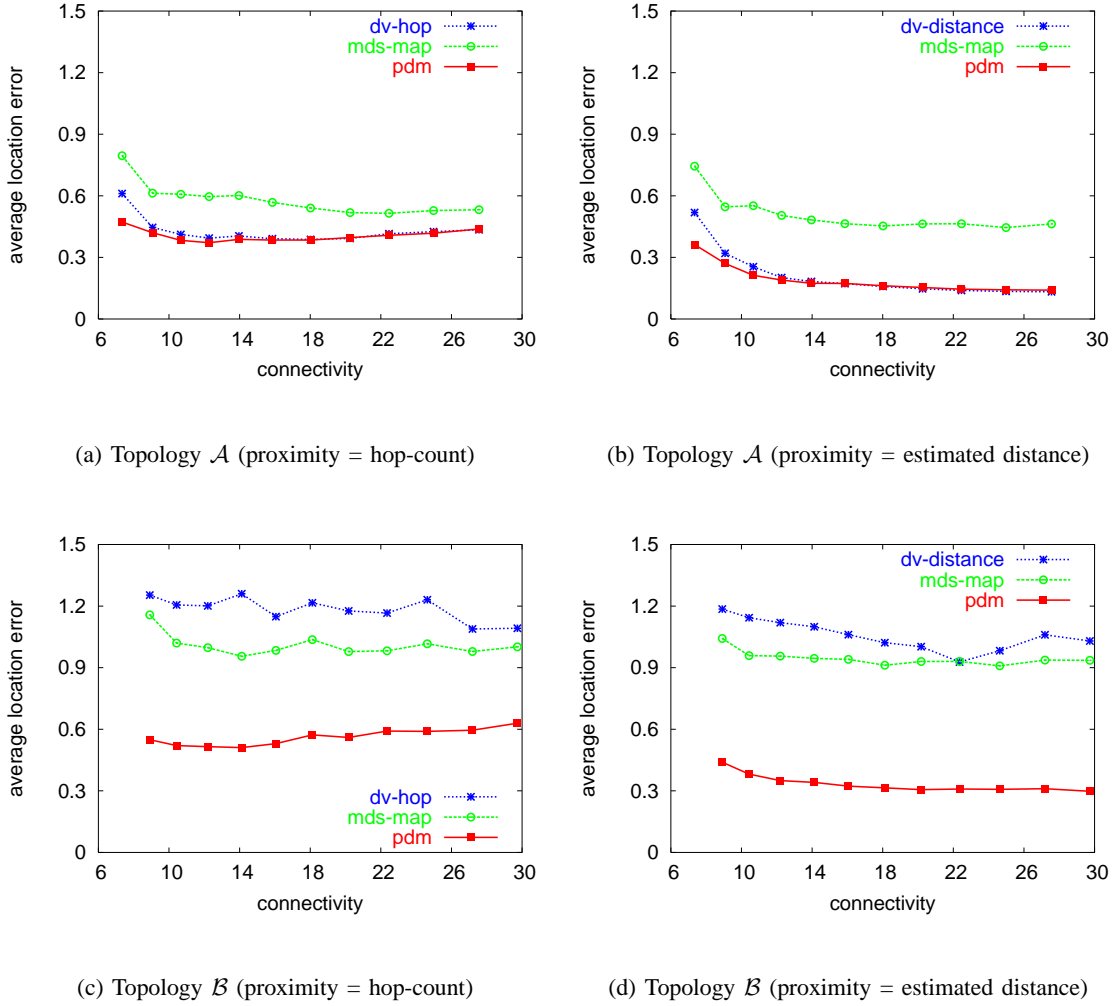 1.5
1.2
0.9
0.6
0.3
0
6 10 14 18 22 26 30
average location error
connectivity
dv-hop
mds-map
pdm
(a) Topology 𝒜 (proximity = hop-count)
1.5
1.2
0.9
0.6
0.3
0
6 10 14 18 22 26 30
average location error
connectivity
dv-distance
mds-map
pdm
(b) Topology 𝒜 (proximity = estimated distance)
1.5
1.2
0.9
0.6
0.3
0
6 10 14 18 22 26 30
average location error
connectivity
dv-hop
mds-map
pdm
(c) Topology ℬ (proximity = hop-count)
1.5
1.2
0.9
0.6
0.3
0
6 10 14 18 22 26 30
average location error
connectivity
dv-distance
mds-map
pdm
(d) Topology ℬ (proximity = estimated distance)